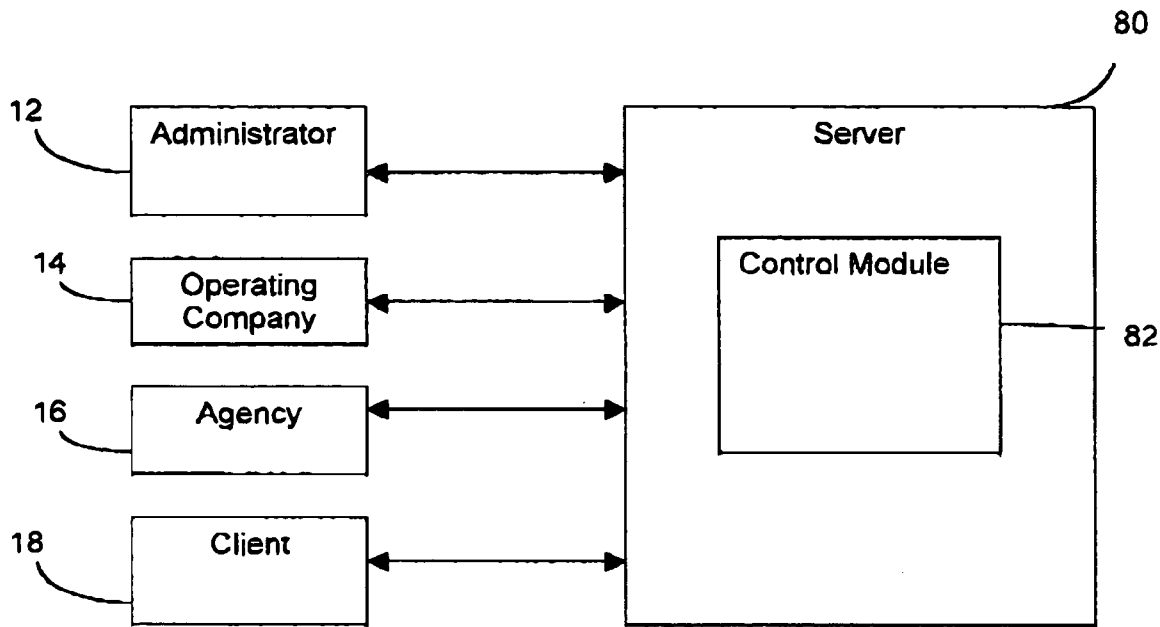 80
12
Administrator
Server
14
Operating
Company
Control Module
82
16
Agency
18
Client